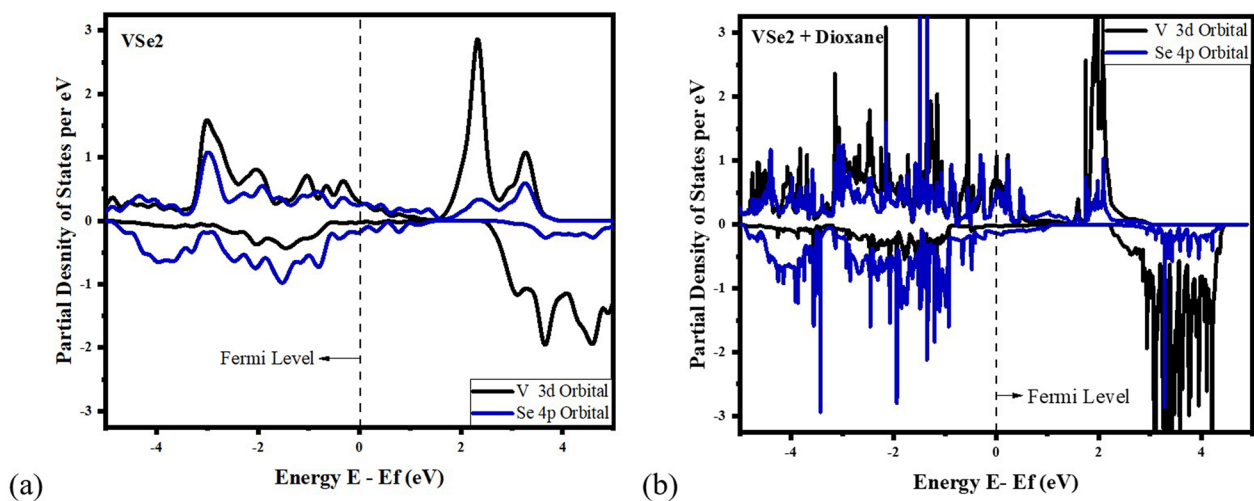 VSe2
V 3d Orbital
Se 4p Orbital
Partial Desnity of States per eV
3
2
1
0
-1
-2
-3
Fermi Level
-4
-2
0
2
4
Energy E - Ef (eV)
(a)
VSe2 + Dioxane
V 3d Orbital
Se 4p Orbital
Partial Density of States per eV
3
2
1
0
-1
-2
-3
Fermi Level
-4
-2
0
2
4
Energy E- Ef (eV)
(b)